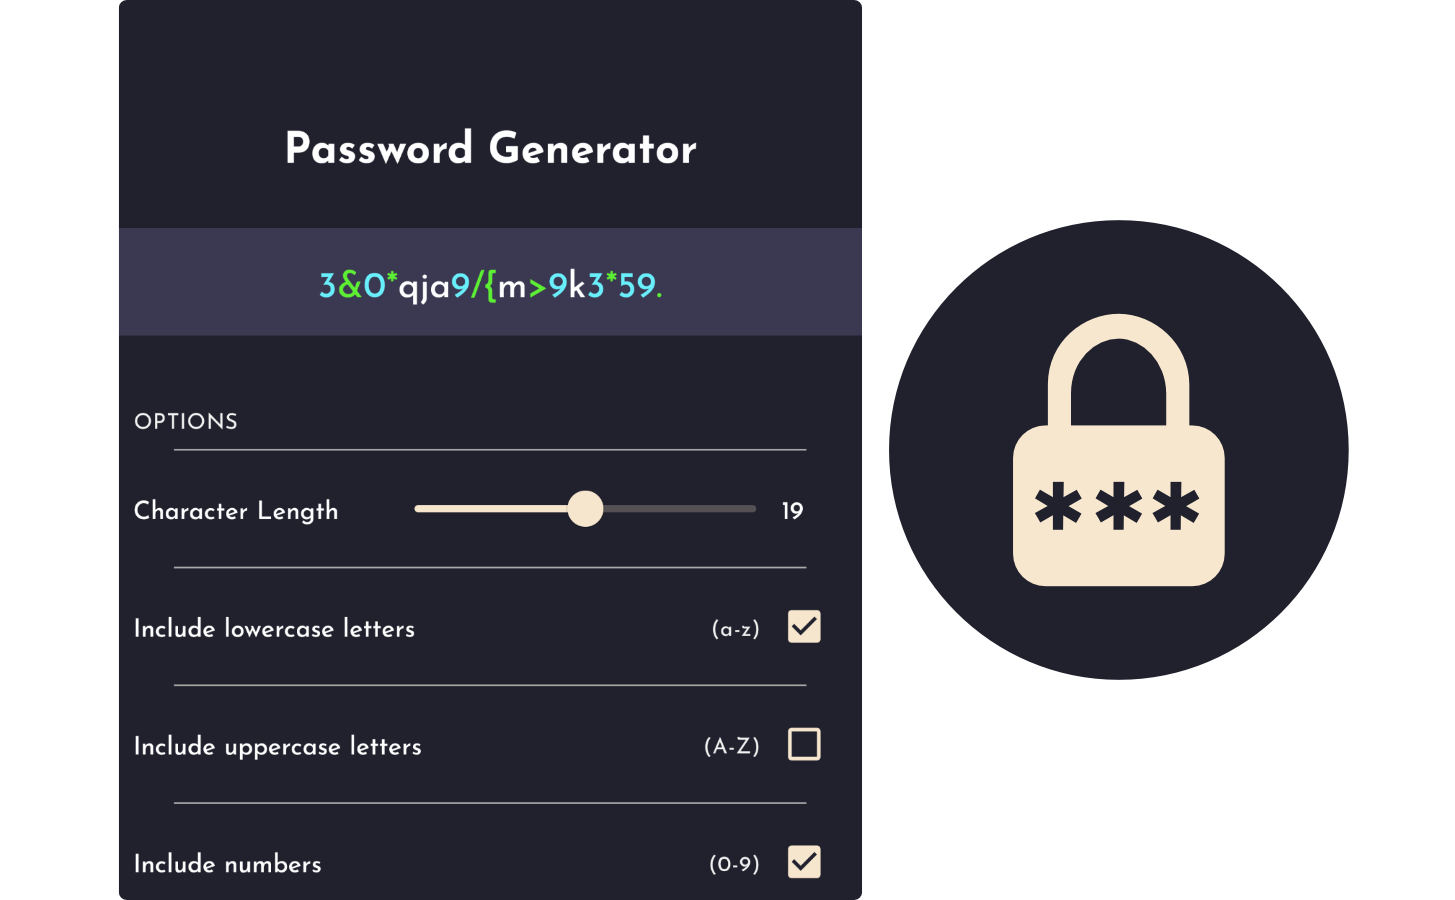 Password Generator
3&0*qja9/{m>9k3*59.
OPTIONS
Character Length 19
Include lowercase letters (a-z)
Include uppercase letters (A-Z)
Include numbers (0-9)
***